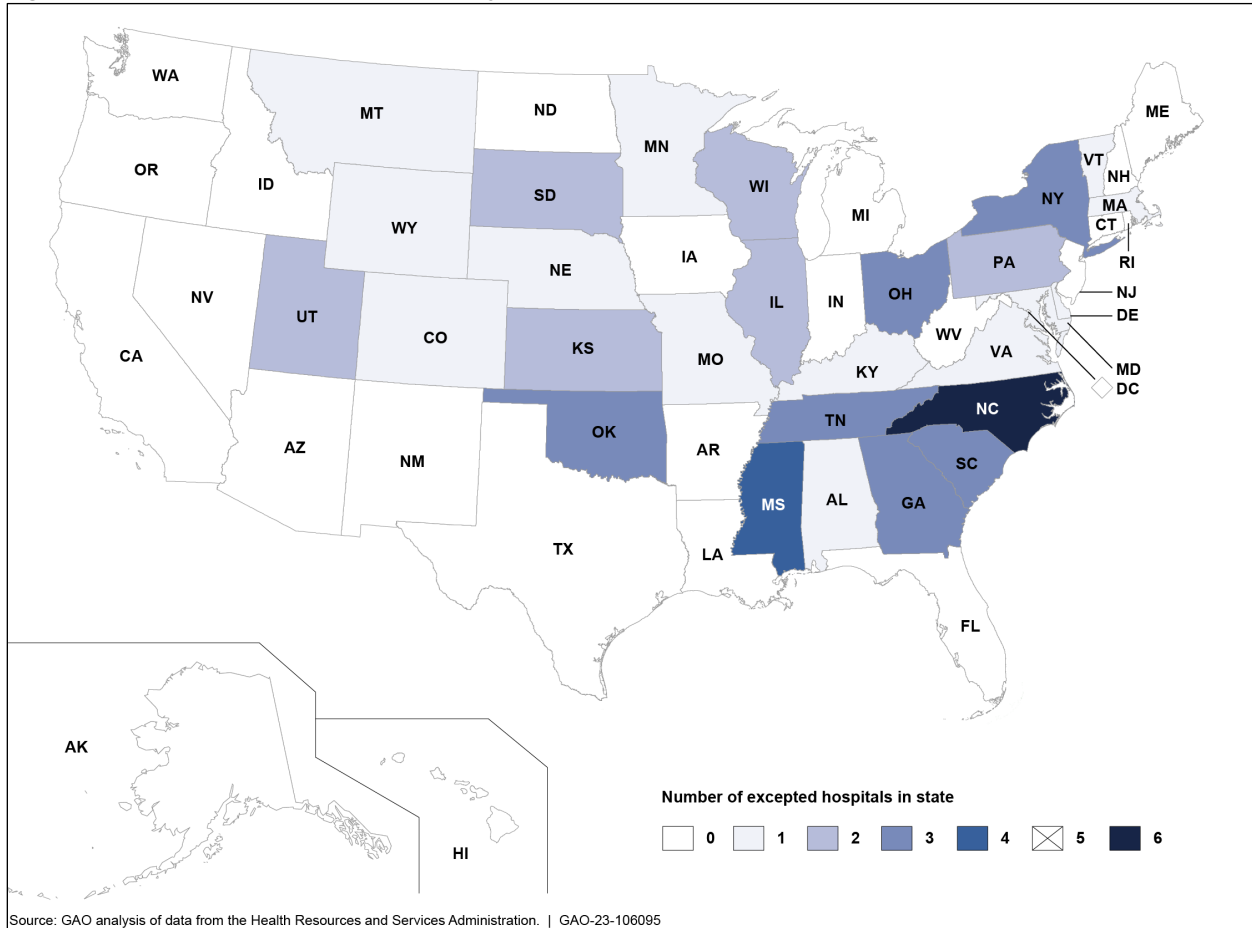 WA
MT
ND
MN
ME
OR
ID
SD
WI
VT
NH
NY
MA
CT
MI
WY
RI
IA
NE
PA
NV
UT
IL
IN
OH
NJ
DE
CO
KS
MO
WV
VA
KY
MD
DC
CA
OK
TN
NC
AZ
NM
AR
SC
MS
AL
GA
TX
LA
FL
AK
HI
Number of excepted hospitals in state
0 1 2 3 4 5 6
Source: GAO analysis of data from the Health Resources and Services Administration. | GAO-23-106095